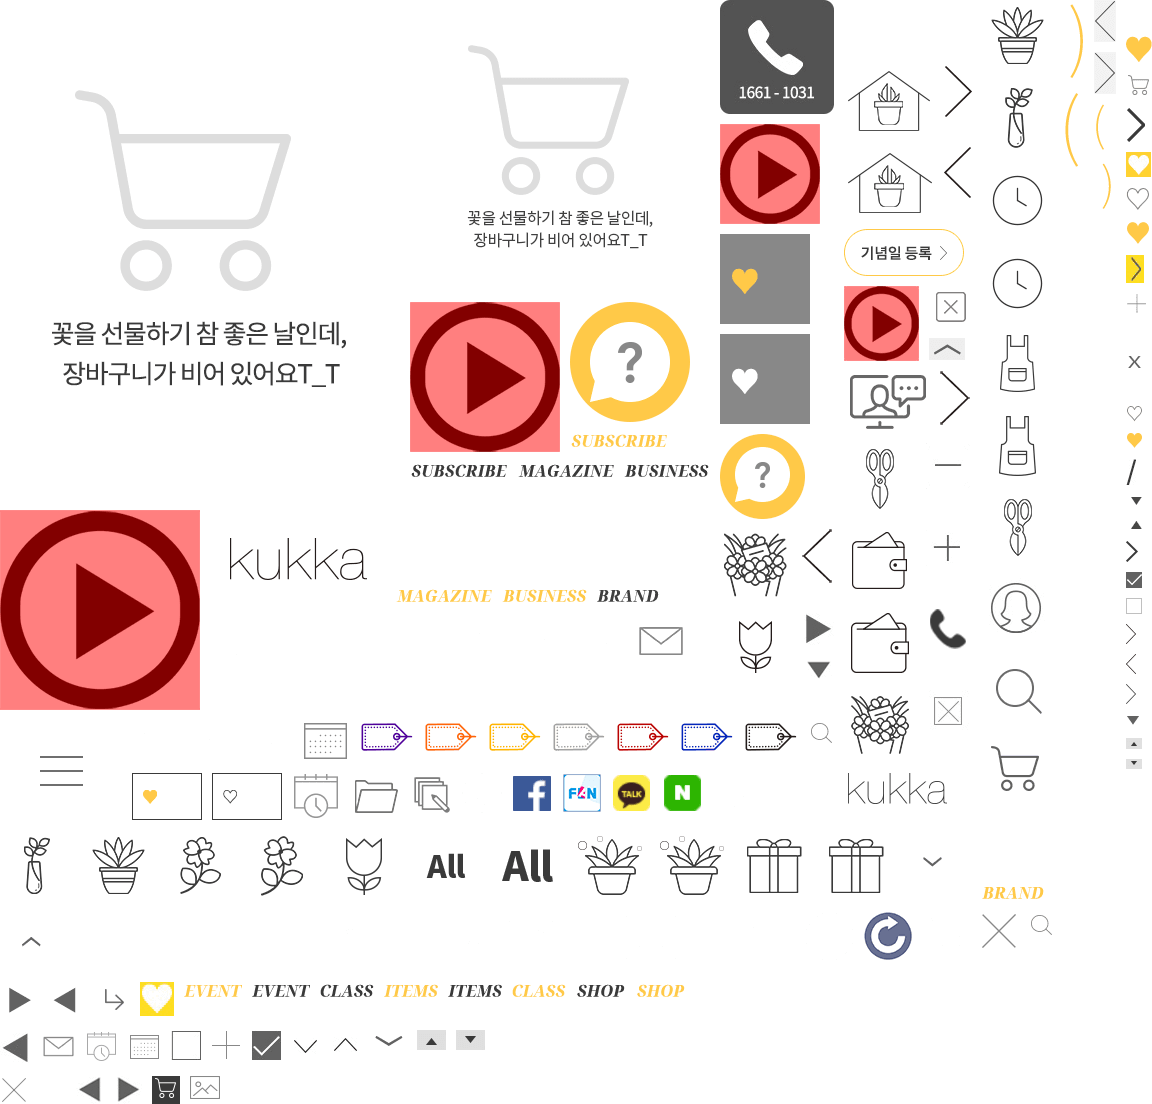 꽃을 선물하기 참 좋은 날인데,
장바구니가 비어 있어요T_T
꽃을 선물하기 참 좋은 날인데,
장바구니가 비어 있어요T_T
1661 - 1031
기념일 등록
?
SUBSCRIBE
SUBSCRIBE MAGAZINE BUSINESS
?
kukka
MAGAZINE BUSINESS BRAND
kukka
f
TALK
N
All
All
BRAND
EVENT EVENT CLASS ITEMS ITEMS CLASS SHOP SHOP